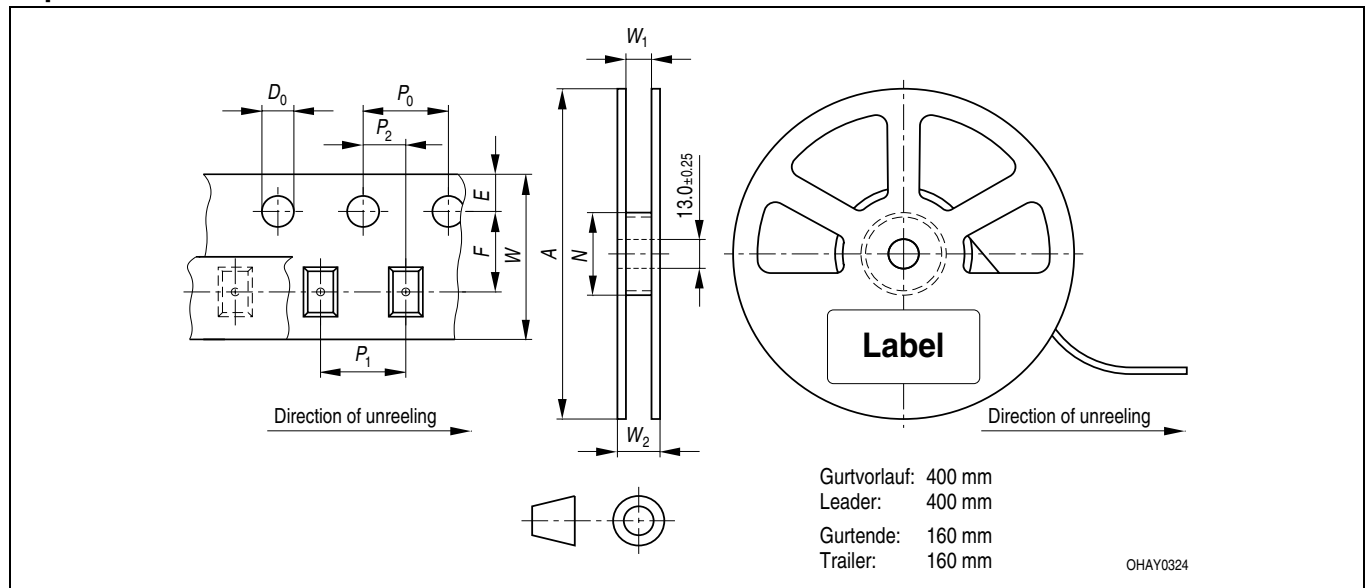 W1
D0
P0
P2
E
F
W
A
N
13.0±0.25
P1
W2
Label
Direction of unreeling
Direction of unreeling
Gurtvorlauf: 400 mm
Leader: 400 mm
Gurtende: 160 mm
Trailer: 160 mm
OHAY0324